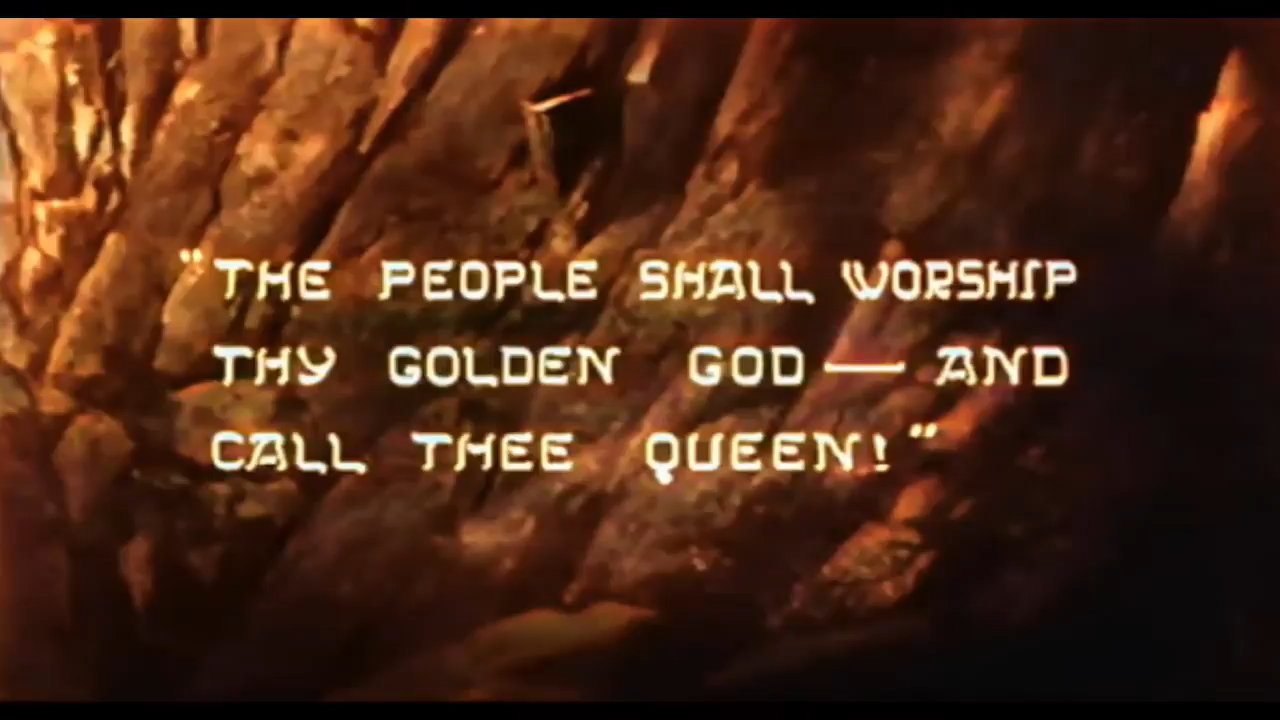 "THE PEOPLE SHALL WORSHIP
THY GOLDEN GOD — AND
CALL THEE QUEEN!"